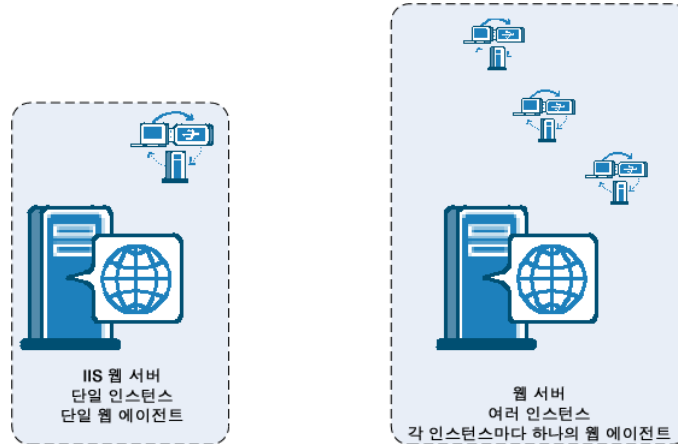 IIS 웹 서버
단일 인스턴스
단일 웹 에이전트
웹 서버
여러 인스턴스
각 인스턴스마다 하나의 웹 에이전트